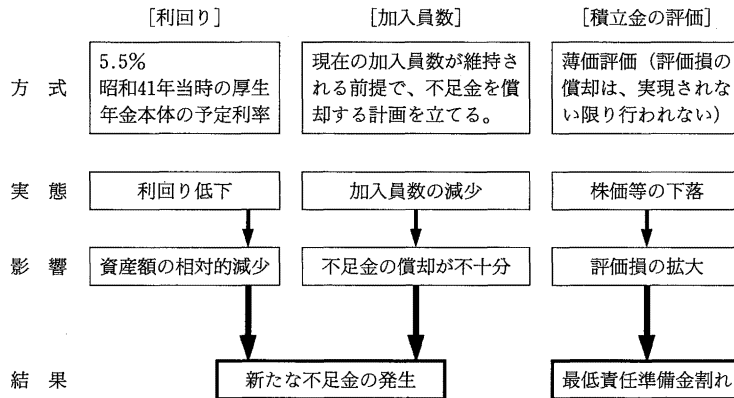 [利回り] [加入員数] [積立金の評価]
方 式
5.5%
昭和41年当時の厚生
年金本体の予定利率
現在の加入員数が維持さ
れる前提で、不足金を償
却する計画を立てる。
薄価評価（評価損の
償却は、実現されな
い限り行われない）
実 態 利回り低下 加入員数の減少 株価等の下落
影 響 資産額の相対的減少 不足金の償却が不十分 評価損の拡大
結 果 新たな不足金の発生 最低責任準備金割れ